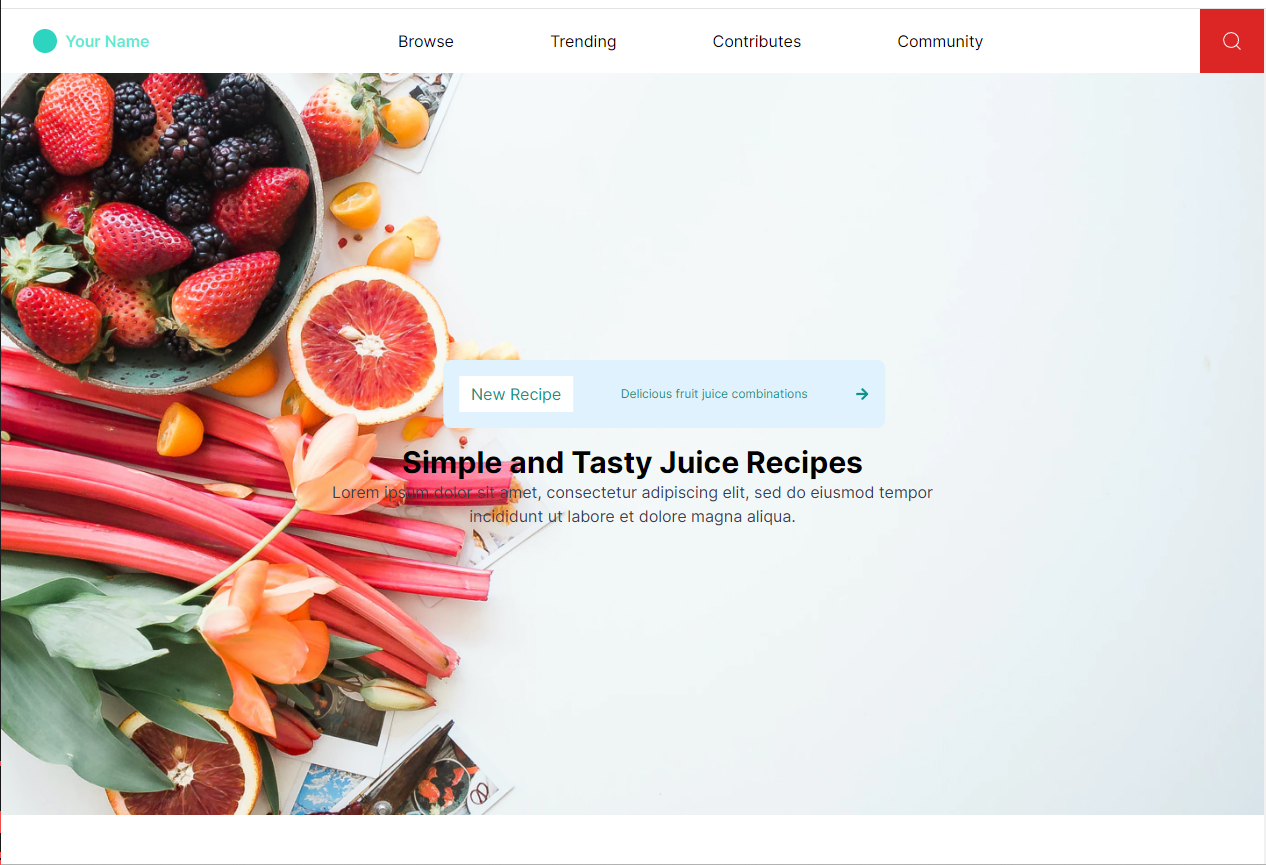 Your Name
Browse
Trending
Contributes
Community
New Recipe
Delicious fruit juice combinations
Simple and Tasty Juice Recipes
Lorem ipsum dolor sit amet, consectetur adipiscing elit, sed do eiusmod tempor
incididunt ut labore et dolore magna aliqua.